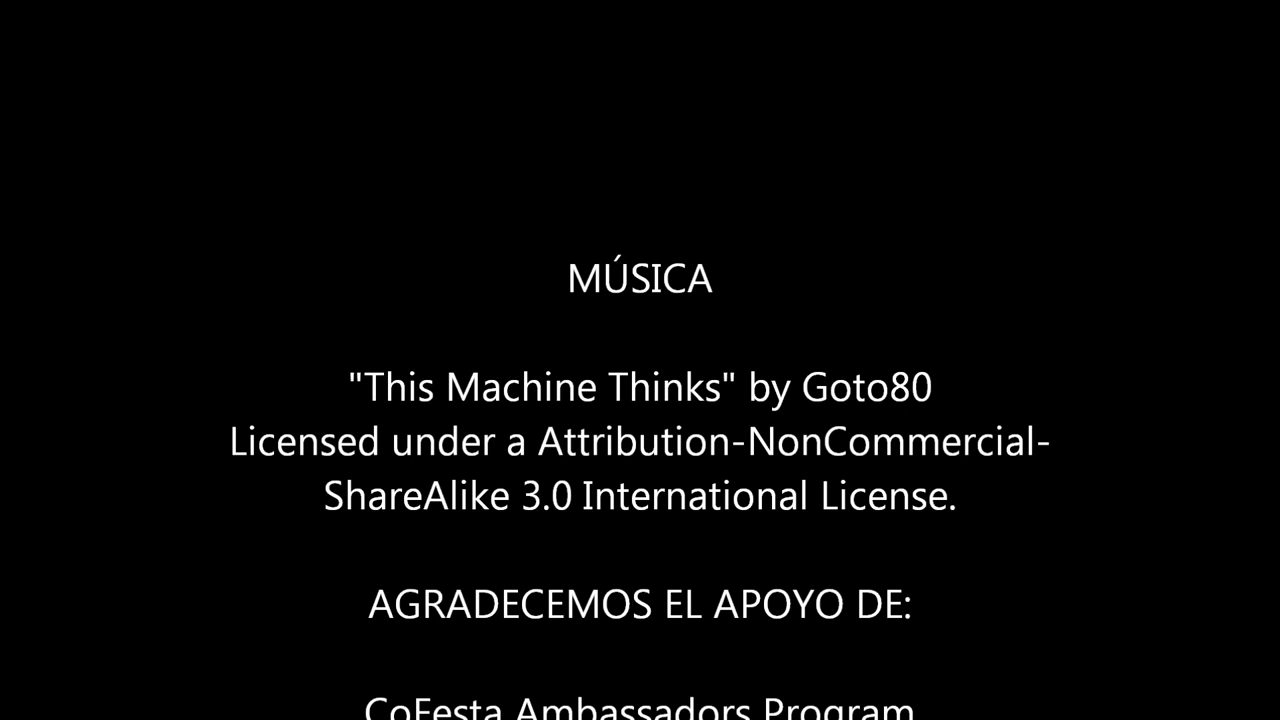 MÚSICA
"This Machine Thinks" by Goto80
Licensed under a Attribution-NonCommercial-
ShareAlike 3.0 International License.
AGRADECEMOS EL APOYO DE:
CoFesta Ambassadors Program